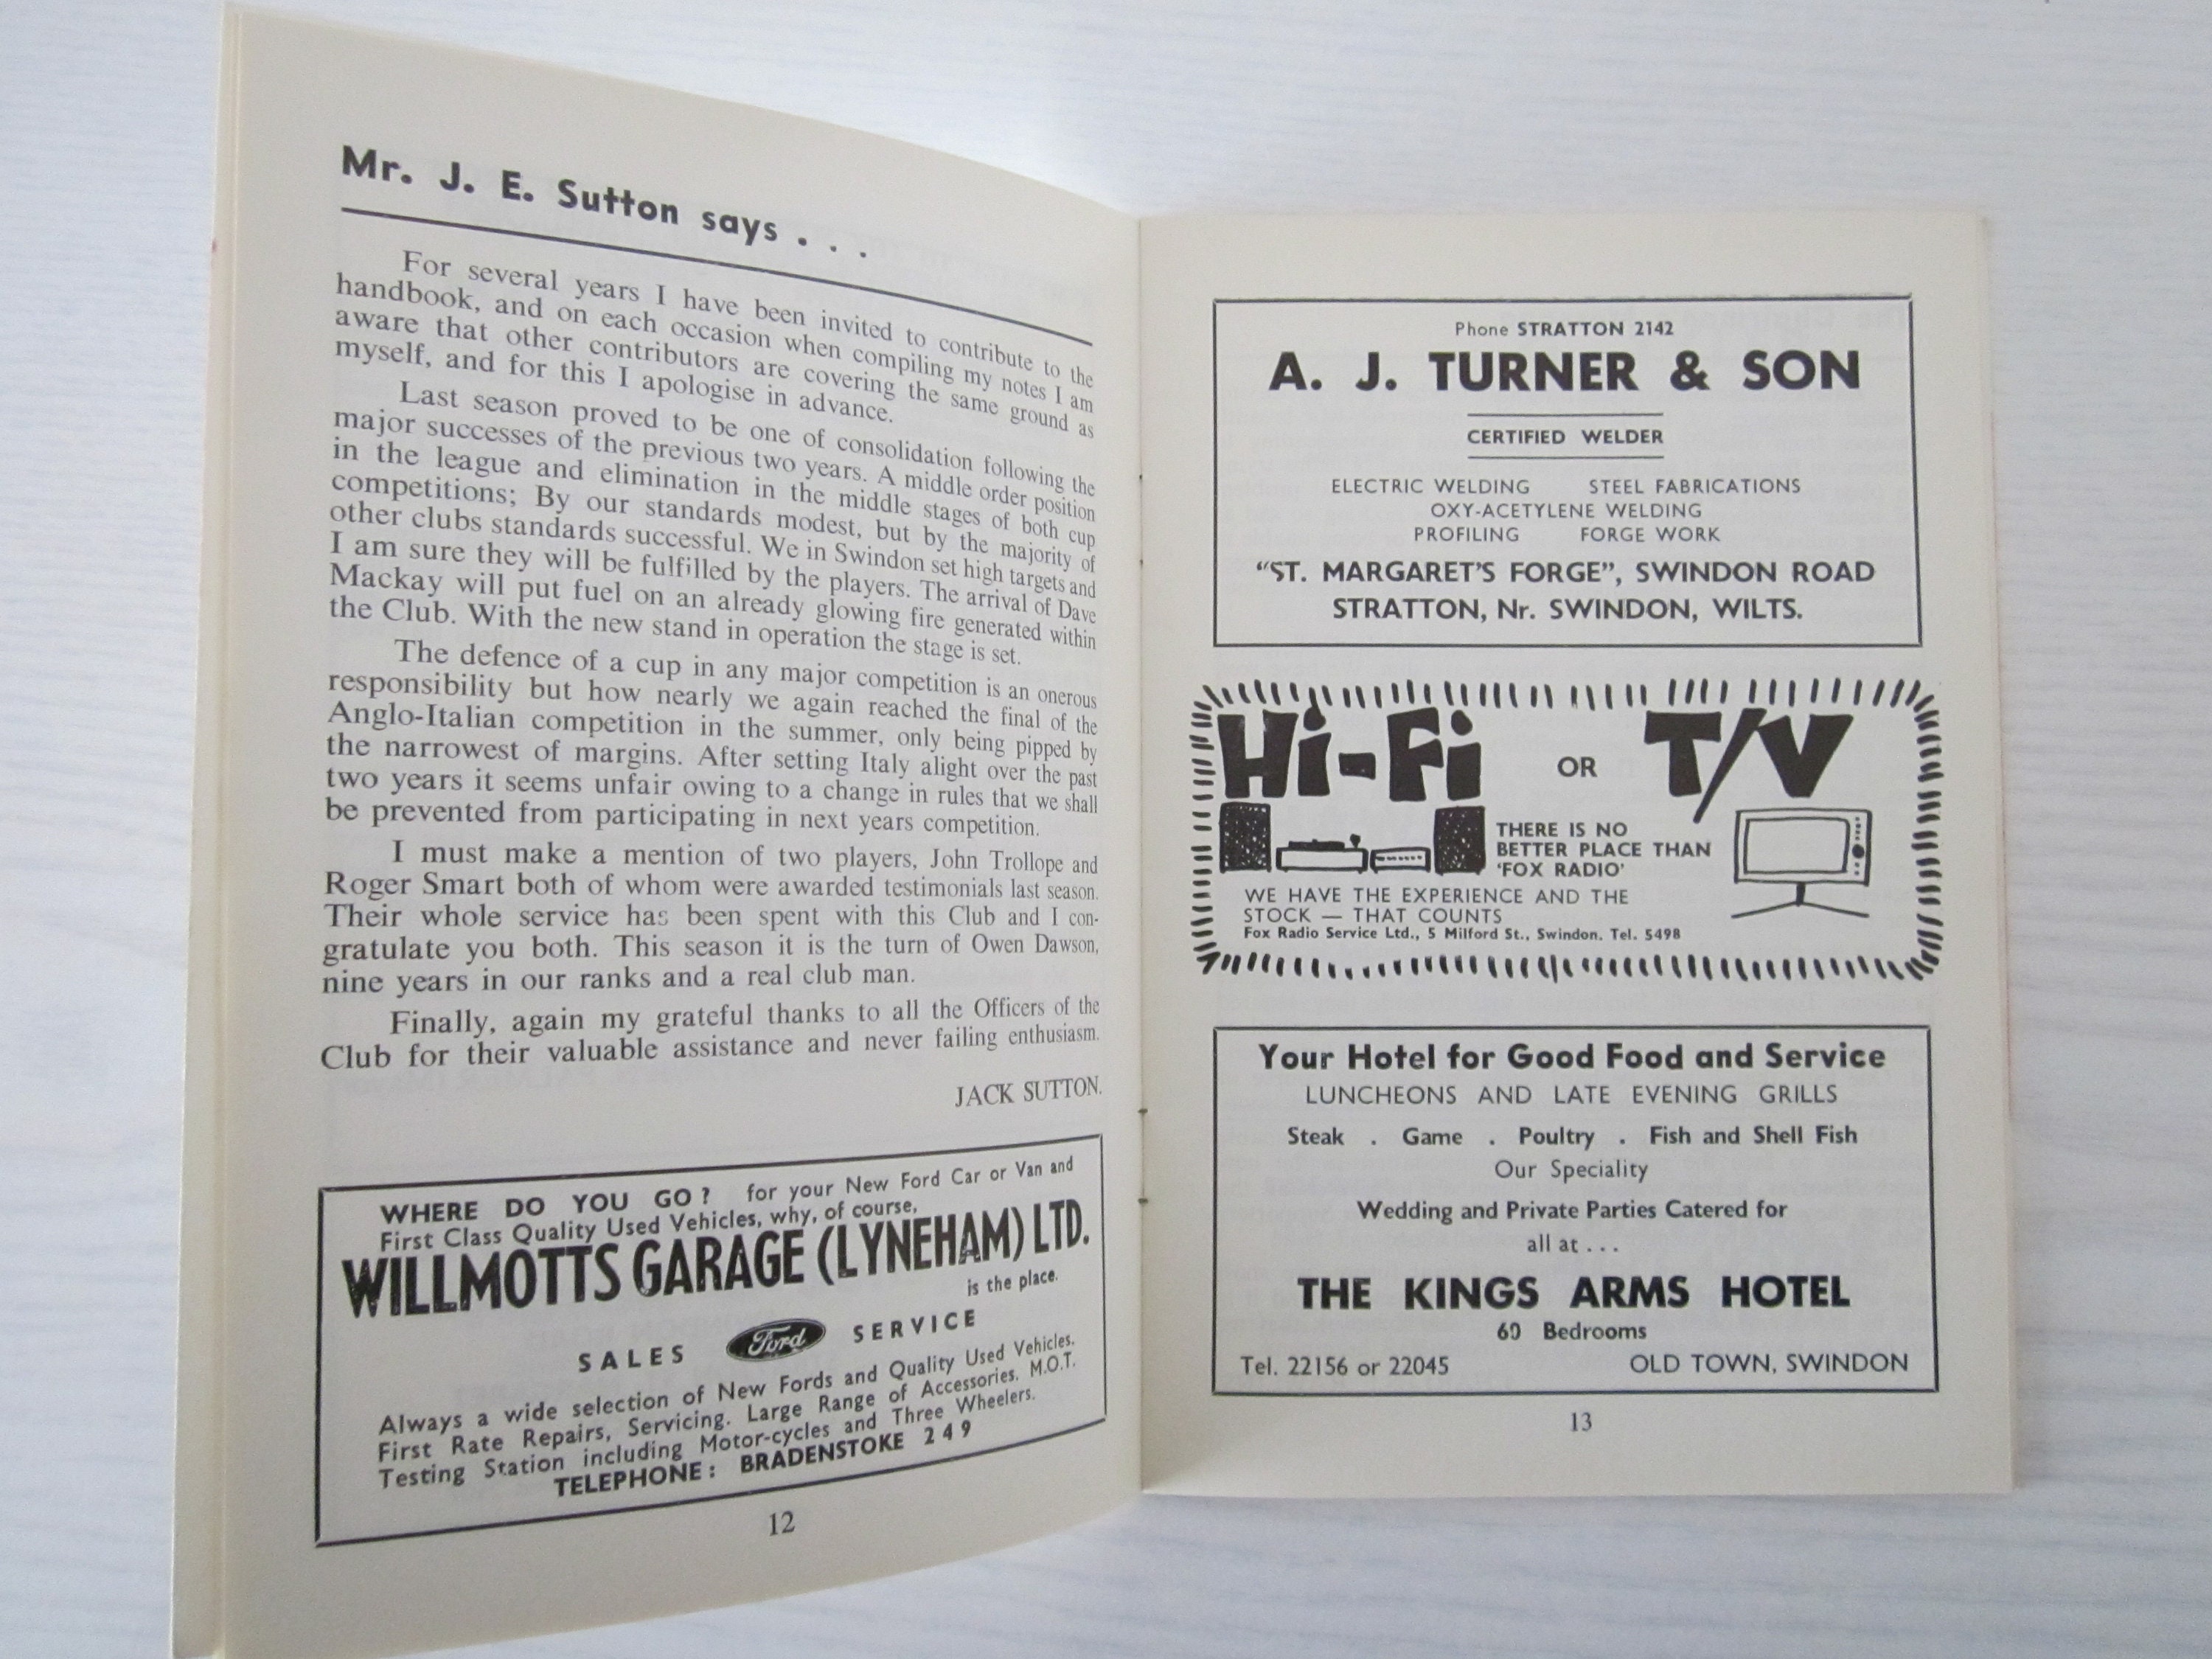 Mr. J. E. Sutton says . . .
For several years I have been invited to contribute to the
handbook, and on each occasion when compiling my notes I am
aware that other contributors are covering the same ground as
myself, and for this I apologise in advance.
Last season proved to be one of consolidation following the
major successes of the previous two years. A middle order position
in the league and elimination in the middle stages of both cup
competitions; By our standards modest, but by the majority of
other clubs standards successful. We in Swindon set high targets and
I am sure they will be fulfilled by the players. The arrival of Dave
Mackay will put fuel on an already glowing fire generated within
the Club. With the new stand in operation the stage is set.
The defence of a cup in any major competition is an onerous
responsibility but how nearly we again reached the final of the
Anglo-Italian competition in the summer, only being pipped by
the narrowest of margins. After setting Italy alight over the past
two years it seems unfair owing to a change in rules that we shall
be prevented from participating in next years competition.
I must make a mention of two players, John Trollope and
Roger Smart both of whom were awarded testimonials last season.
Their whole service has been spent with this Club and I con-
gratulate you both. This season it is the turn of Owen Dawson,
nine years in our ranks and a real club man.
Finally, again my grateful thanks to all the Officers of the
Club for their valuable assistance and never failing enthusiasm.
JACK SUTTON.
WHERE DO YOU GO? for your New Ford Car or Van and
First Class Quality Used Vehicles, why, of course,
WILLMOTTS GARAGE (LYNEHAM) LTD.
is the place.
SALES Ford SERVICE
Always a wide selection of New Fords and Quality Used Vehicles.
First Rate Repairs, Servicing. Large Range of Accessories. M.O.T.
Testing Station including Motor-cycles and Three Wheelers.
TELEPHONE: BRADENSTOKE 249
12
Phone STRATTON 2142
A. J. TURNER & SON
CERTIFIED WELDER
ELECTRIC WELDING STEEL FABRICATIONS
OXY-ACETYLENE WELDING
PROFILING FORGE WORK
"ST. MARGARET'S FORGE", SWINDON ROAD
STRATTON, Nr. SWINDON, WILTS.
Hi-Fi OR T/V
THERE IS NO
BETTER PLACE THAN
'FOX RADIO'
WE HAVE THE EXPERIENCE AND THE
STOCK — THAT COUNTS
Fox Radio Service Ltd., 5 Milford St., Swindon. Tel. 5498
Your Hotel for Good Food and Service
LUNCHEONS AND LATE EVENING GRILLS
Steak . Game . Poultry . Fish and Shell Fish
Our Speciality
Wedding and Private Parties Catered for
all at . . .
THE KINGS ARMS HOTEL
60 Bedrooms
Tel. 22156 or 22045 OLD TOWN, SWINDON
13